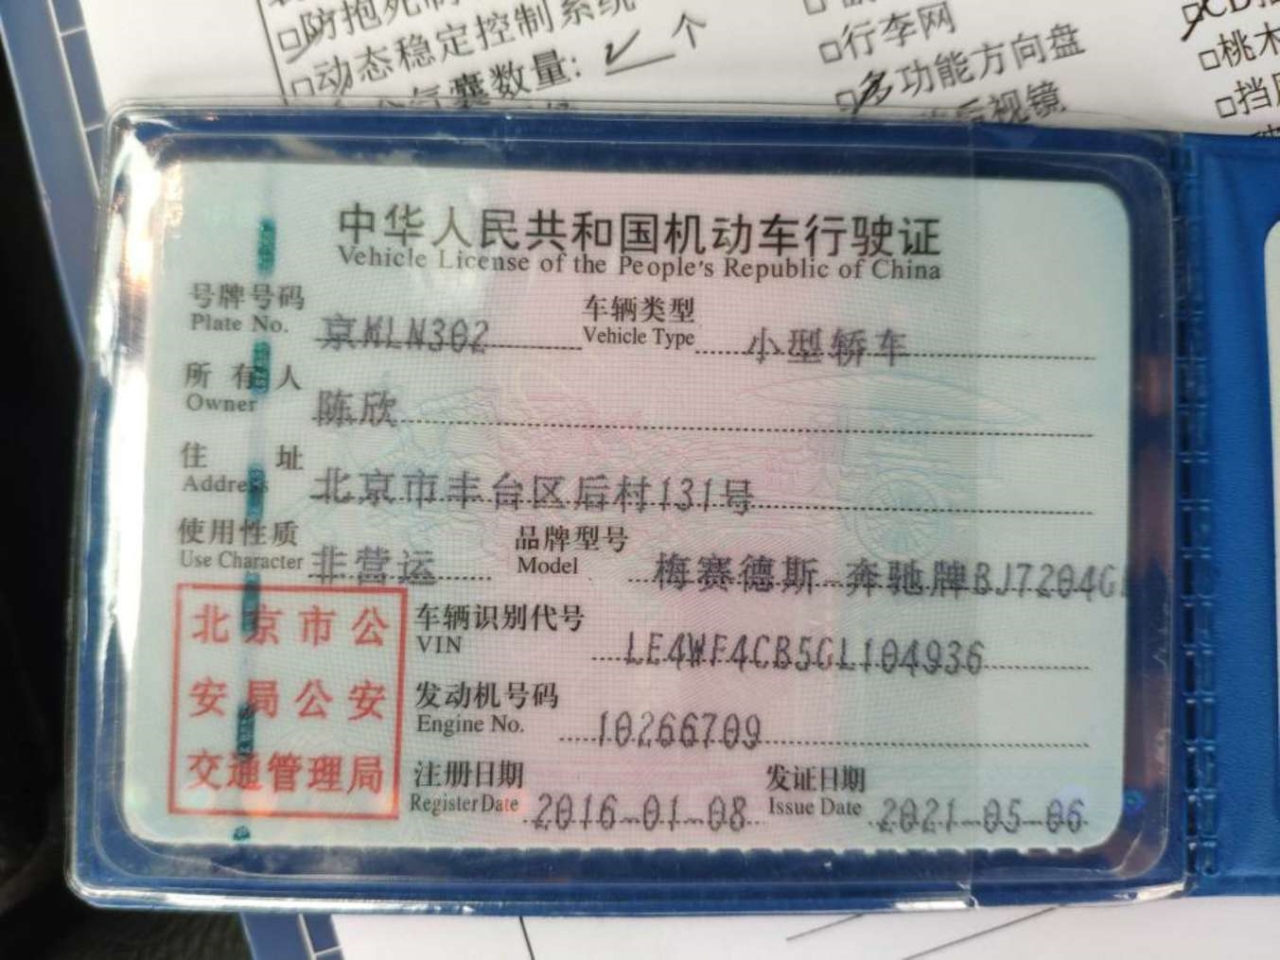 □防抱死制
□动态稳定控制系统
气囊数量: ✓ 个
□行李网
□多功能方向盘
后视镜
□桃木
□挡
中华人民共和国机动车行驶证
Vehicle License of the People's Republic of China
号牌号码 京MLN302 车辆类型 小型轿车
Plate No. Vehicle Type
所有人 陈欣
Owner
住址 北京市丰台区后村131号
Address
使用性质 非营运 品牌型号 梅赛德斯-奔驰牌BJ7204G
Use Character Model
北京市公
安局公安
交通管理局
车辆识别代号 LE4WF4CB5GL104936
VIN
发动机号码 10266709
Engine No.
注册日期 2016-01-08 发证日期 2021-05-06
Register Date Issue Date